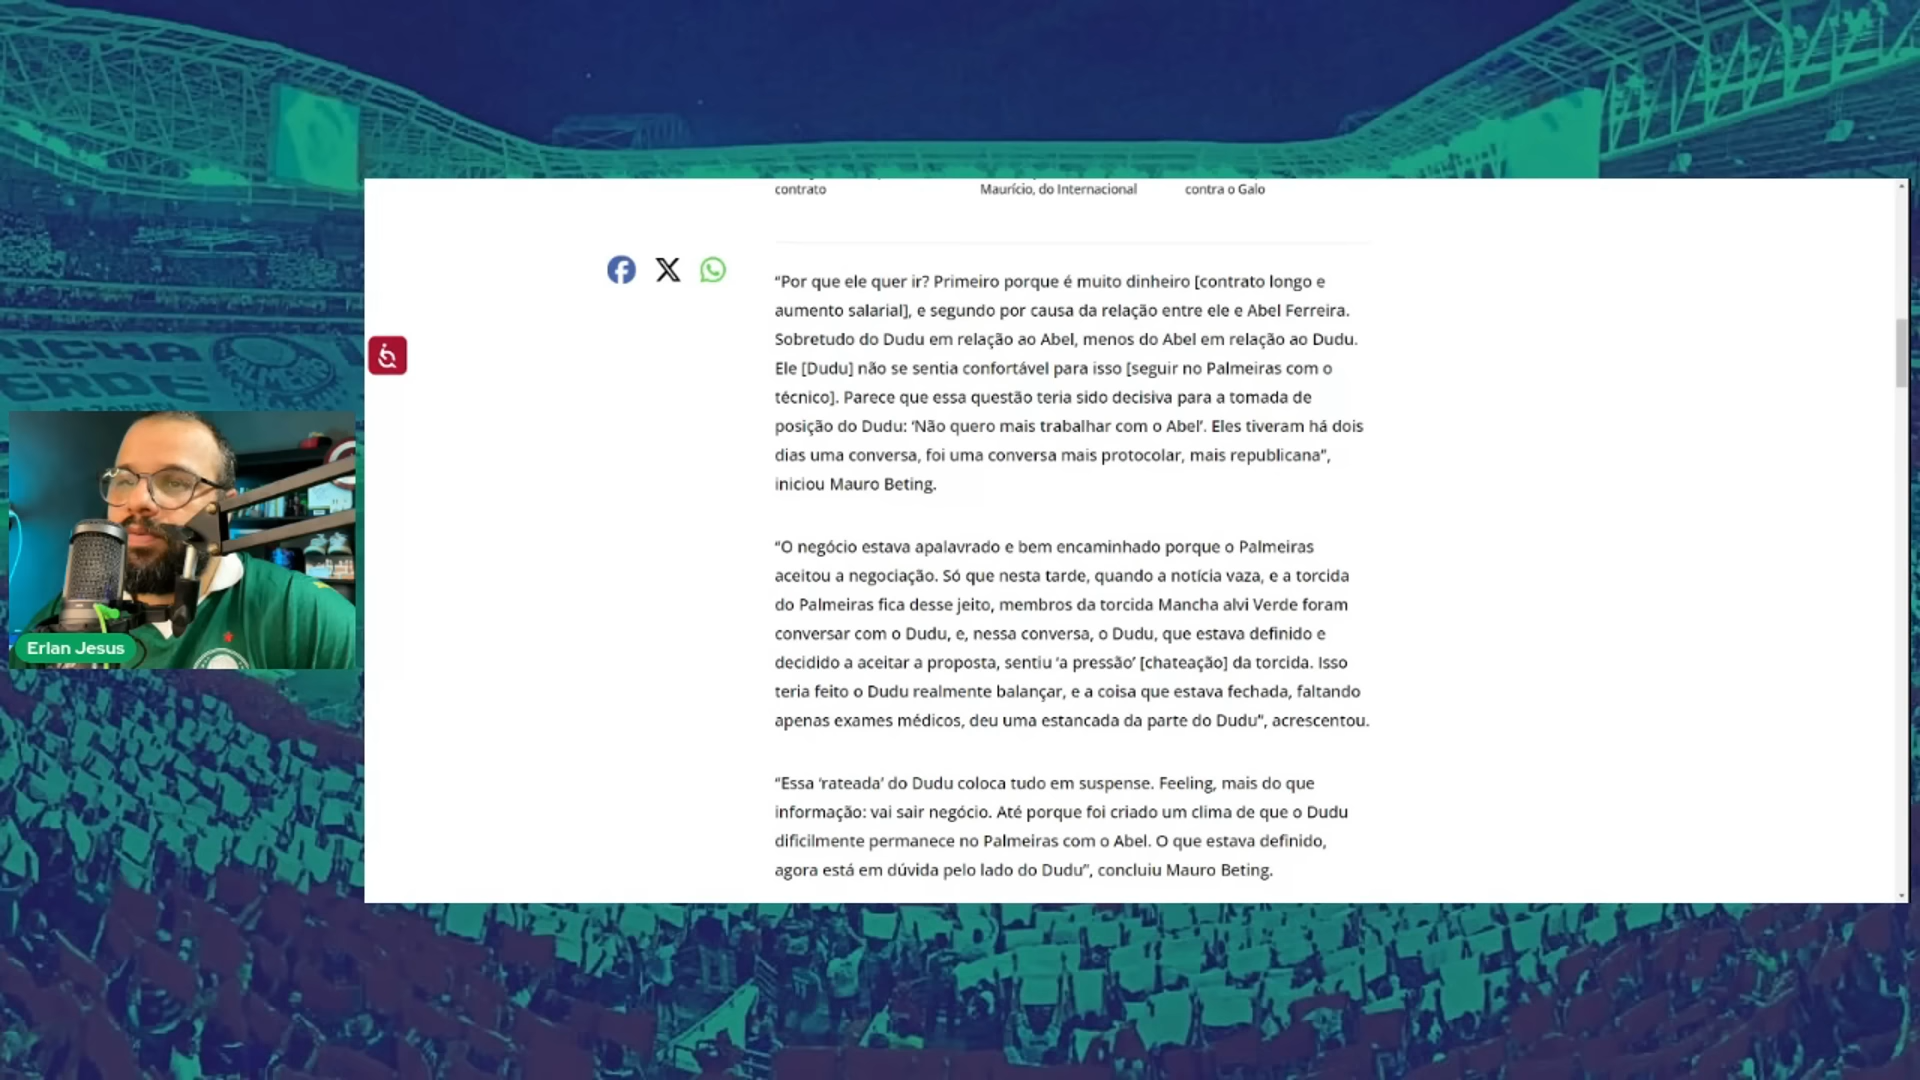 contrato
Maurício, do Internacional
contra o Galo
“Por que ele quer ir? Primeiro porque é muito dinheiro [contrato longo e
aumento salarial], e segundo por causa da relação entre ele e Abel Ferreira.
Sobretudo do Dudu em relação ao Abel, menos do Abel em relação ao Dudu.
Ele [Dudu] não se sentia confortável para isso [seguir no Palmeiras com o
técnico]. Parece que essa questão teria sido decisiva para a tomada de
posição do Dudu: ‘Não quero mais trabalhar com o Abel’. Eles tiveram há dois
dias uma conversa, foi uma conversa mais protocolar, mais republicana”,
iniciou Mauro Beting.
“O negócio estava apalavrado e bem encaminhado porque o Palmeiras
aceitou a negociação. Só que nesta tarde, quando a notícia vaza, e a torcida
do Palmeiras fica desse jeito, membros da torcida Mancha alvi Verde foram
conversar com o Dudu, e, nessa conversa, o Dudu, que estava definido e
decidido a aceitar a proposta, sentiu ‘a pressão’ [chateação] da torcida. Isso
teria feito o Dudu realmente balançar, e a coisa que estava fechada, faltando
apenas exames médicos, deu uma estancada da parte do Dudu”, acrescentou.
“Essa ‘rateada’ do Dudu coloca tudo em suspense. Feeling, mais do que
informação: vai sair negócio. Até porque foi criado um clima de que o Dudu
dificilmente permanece no Palmeiras com o Abel. O que estava definido,
agora está em dúvida pelo lado do Dudu”, concluiu Mauro Beting.
NCHA
ERDE
Erlan Jesus